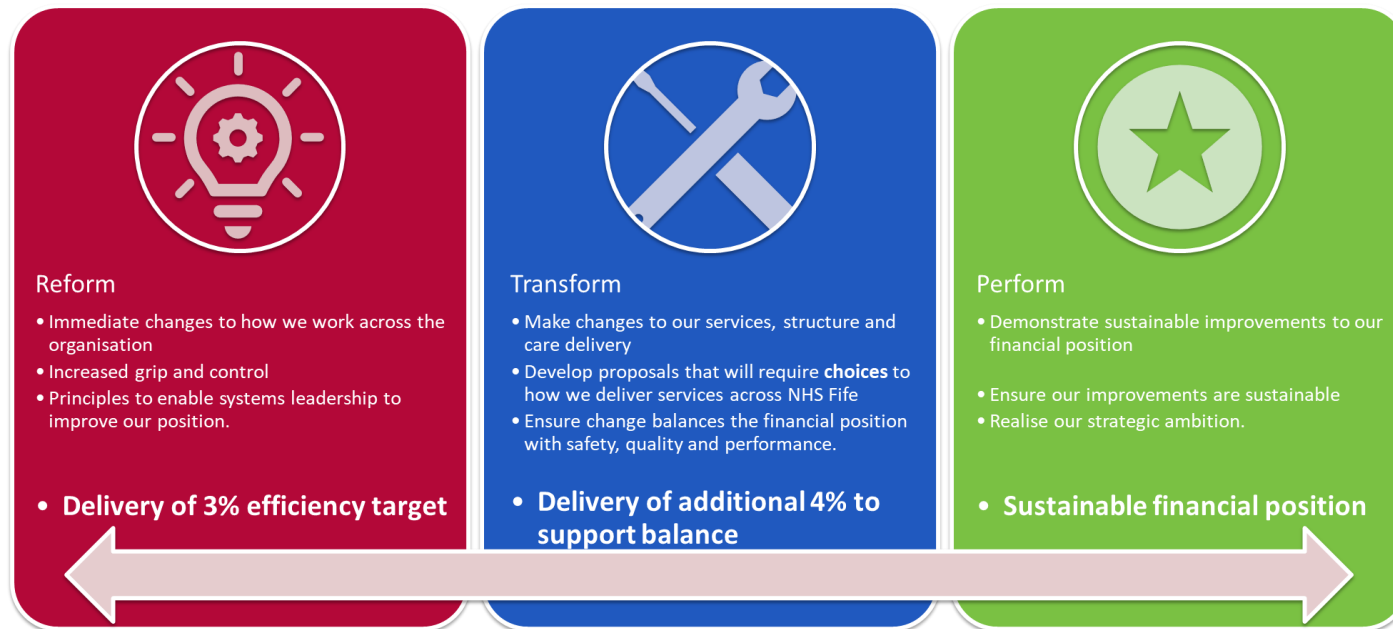 Reform
• Immediate changes to how we work across the
organisation
• Increased grip and control
• Principles to enable systems leadership to
improve our position.
• Delivery of 3% efficiency target
Transform
• Make changes to our services, structure and
care delivery
• Develop proposals that will require choices to
how we deliver services across NHS Fife
• Ensure change balances the financial position
with safety, quality and performance.
• Delivery of additional 4% to
support balance
Perform
• Demonstrate sustainable improvements to our
financial position
• Ensure our improvements are sustainable
• Realise our strategic ambition.
• Sustainable financial position